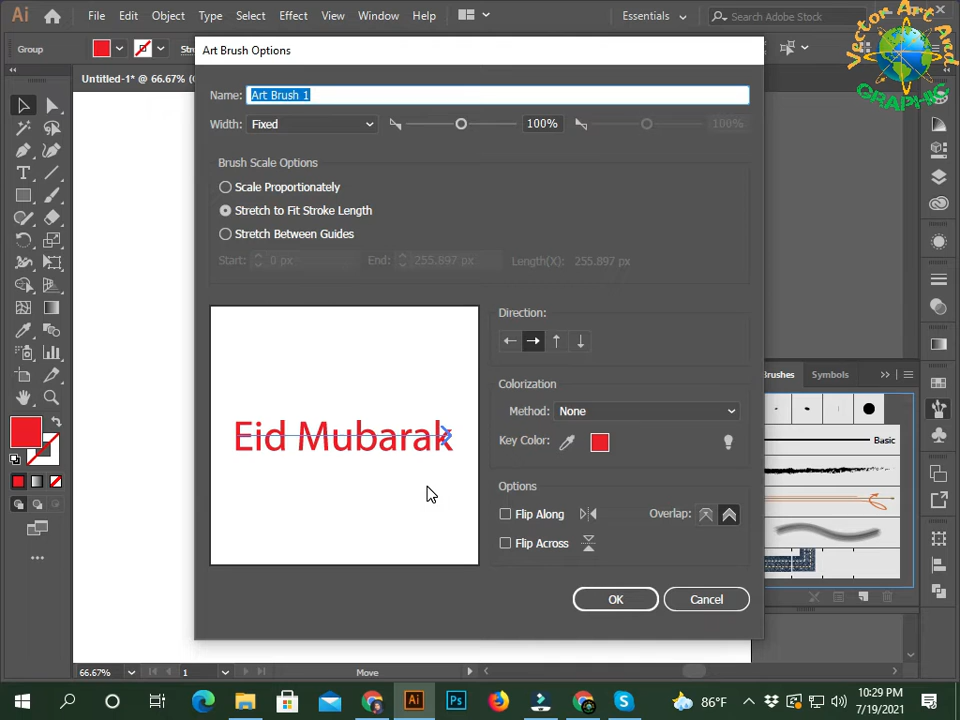 Ai File Edit Object Type Select Effect View Window Help Essentials Search Adobe Stock
Vector Art
GRAPHIC
Group
Untitled-1* @ 66.67%
Art Brush Options
Name: Art Brush 1
Width: Fixed 100% 100%
Brush Scale Options
Scale Proportionately
Stretch to Fit Stroke Length
Stretch Between Guides
Start: 0 px End: 255.897 px Length(X): 255.897 px
Direction:
Colorization
Method: None
Key Color:
Eid Mubarak
Options
Flip Along Overlap:
Flip Across
OK Cancel
Symbols
Basic
66.67% 1 Move
Ai Ps 86°F 10:29 PM
7/19/2021